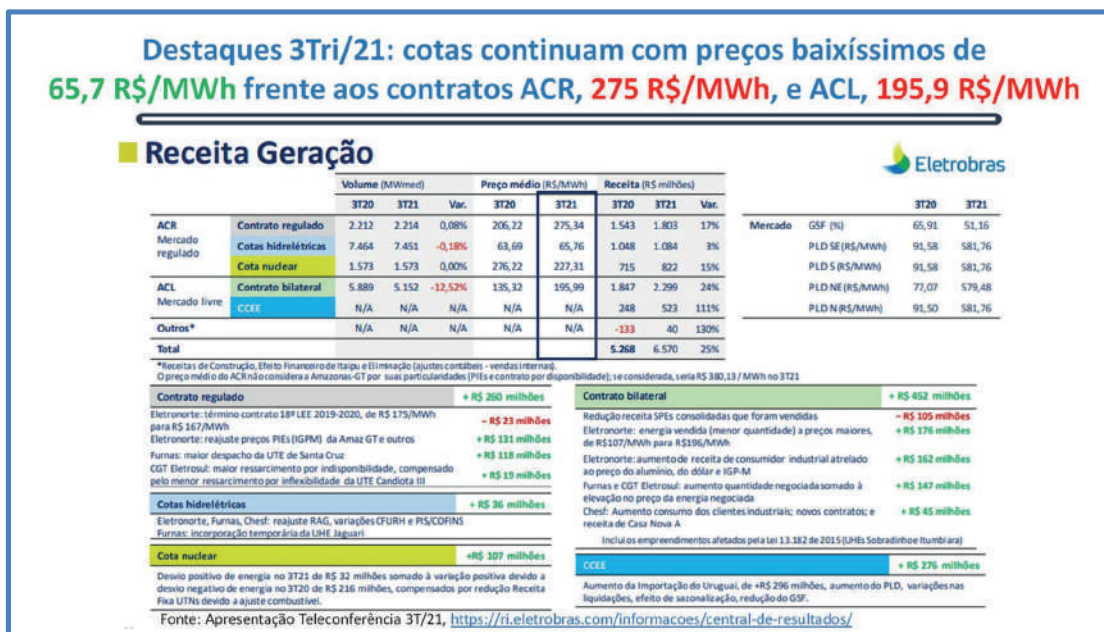 Destaques 3Tri/21: cotas continuam com preços baixíssimos de
65,7 R$/MWh frente aos contratos ACR, 275 R$/MWh, e ACL, 195,9 R$/MWh
Receita Geração
Eletrobras
Volume (MWmed) Preço médio (R$/MWh) Receita (R$ milhões)
3T20 3T21 Var. 3T20 3T21 3T20 3T21 Var. 3T20 3T21
ACR Mercado regulado Contrato regulado 2.212 2.214 0,08% 206,22 275,34 1.543 1.803 17% Mercado GSF (%) 65,91 51,16
Cotas hidrelétricas 7.464 7.451 -0,18% 63,69 65,76 1.048 1.084 3% PLD SE(R$/MWh) 91,58 581,76
Cota nuclear 1.573 1.573 0,00% 276,22 227,31 715 822 15% PLD S (R$/MWh) 91,58 581,76
ACL Mercado livre Contrato bilateral 5.889 5.152 -12,52% 135,32 195,99 1.847 2.299 24% PLD NE(R$/MWh) 77,07 579,48
CCEE N/A N/A N/A N/A N/A 248 523 111% PLD N(R$/MWh) 91,50 581,76
Outros* N/A N/A N/A N/A N/A -133 40 130%
Total 5.268 6.570 25%
*Receitas de Construção, Efeito Financeiro de Itaipu e Eliminação (ajustes contábeis - vendas internas).
O preço médio do ACR não considera a Amazonas-GT por suas particularidades (PIEs e contrato por disponibilidade); se considerada, seria R$ 380,13 / MWh no 3T21
Contrato regulado + R$ 260 milhões
Eletronorte: término contrato 18º LEE 2019-2020, de R$ 175/MWh
para R$ 167/MWh – R$ 23 milhões
Eletronorte: reajuste preços PIEs (IGPM) da Amaz GT e outros + R$ 131 milhões
Furnas: maior despacho da UTE de Santa Cruz + R$ 118 milhões
CGT Eletrosul: maior ressarcimento por indisponibilidade, compensado
pelo menor ressarcimento por inflexibilidade da UTE Candiota III + R$ 19 milhões
Cotas hidrelétricas + R$ 36 milhões
Eletronorte, Furnas, Chesf: reajuste RAG, variações CFURH e PIS/COFINS
Furnas: incorporação temporária da UHE Jaguari
Cota nuclear +R$ 107 milhões
Desvio positivo de energia no 3T21 de R$ 32 milhões somado à variação positiva devido a
desvio negativo de energia no 3T20 de R$ 216 milhões, compensados por redução Receita
Fixa UTNs devido a ajuste combustível.
Contrato bilateral + R$ 452 milhões
Redução receita SPEs consolidadas que foram vendidas – R$ 105 milhões
Eletronorte: energia vendida (menor quantidade) a preços maiores,
de R$107/MWh para R$196/MWh + R$ 176 milhões
Eletronorte: aumento de receita de consumidor industrial atrelado
ao preço do alumínio, do dólar e IGP-M + R$ 162 milhões
Furnas e CGT Eletrosul: aumento quantidade negociada somado à
elevação no preço da energia negociada + R$ 147 milhões
Chesf: Aumento consumo dos clientes industriais; novos contratos; e
receita de Casa Nova A + R$ 45 milhões
Inclui os empreendimentos afetados pela Lei 13.182 de 2015 (UHEs Sobradinho e Itumbiara)
CCEE + R$ 276 milhões
Aumento da Importação do Uruguai, de +R$ 296 milhões, aumento do PLD, variações nas
liquidações, efeito de sazonalização, redução do GSF.
Fonte: Apresentação Teleconferência 3T/21, https://ri.eletrobras.com/informacoes/central-de-resultados/